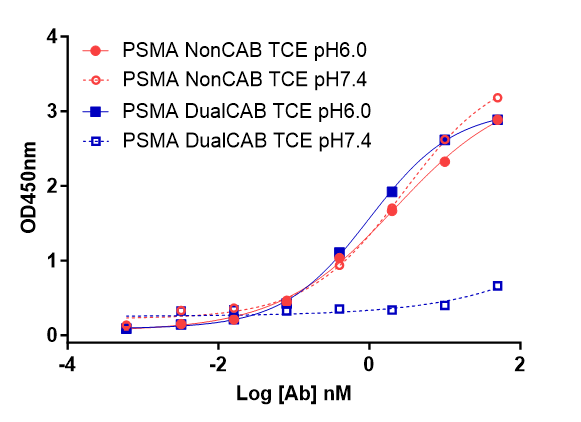 4
PSMA NonCAB TCE pH6.0
PSMA NonCAB TCE pH7.4
3
PSMA DualCAB TCE pH6.0
PSMA DualCAB TCE pH7.4
OD450nm
2
1
0
-4 -2 0 2
Log [Ab] nM